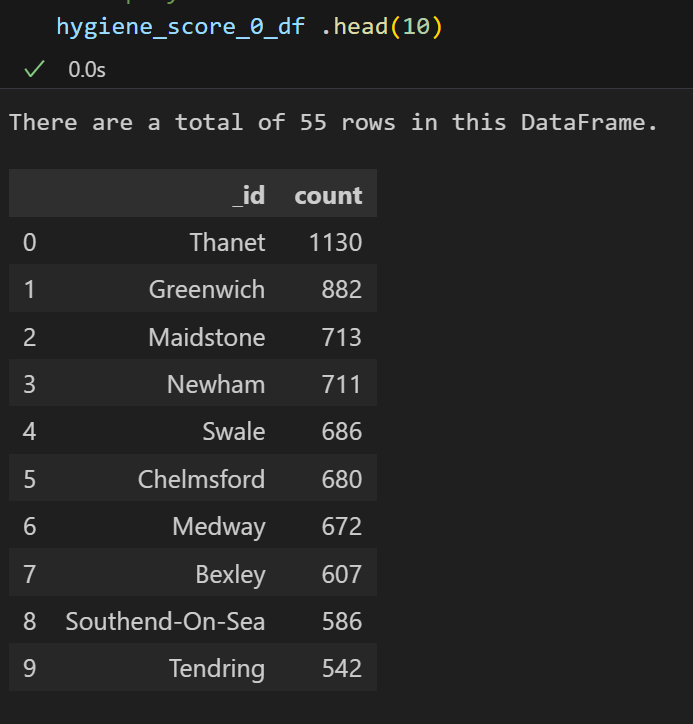 hygiene_score_0_df .head(10)
✓ 0.0s
There are a total of 55 rows in this DataFrame.
_id count
0 Thanet 1130
1 Greenwich 882
2 Maidstone 713
3 Newham 711
4 Swale 686
5 Chelmsford 680
6 Medway 672
7 Bexley 607
8 Southend-On-Sea 586
9 Tendring 542